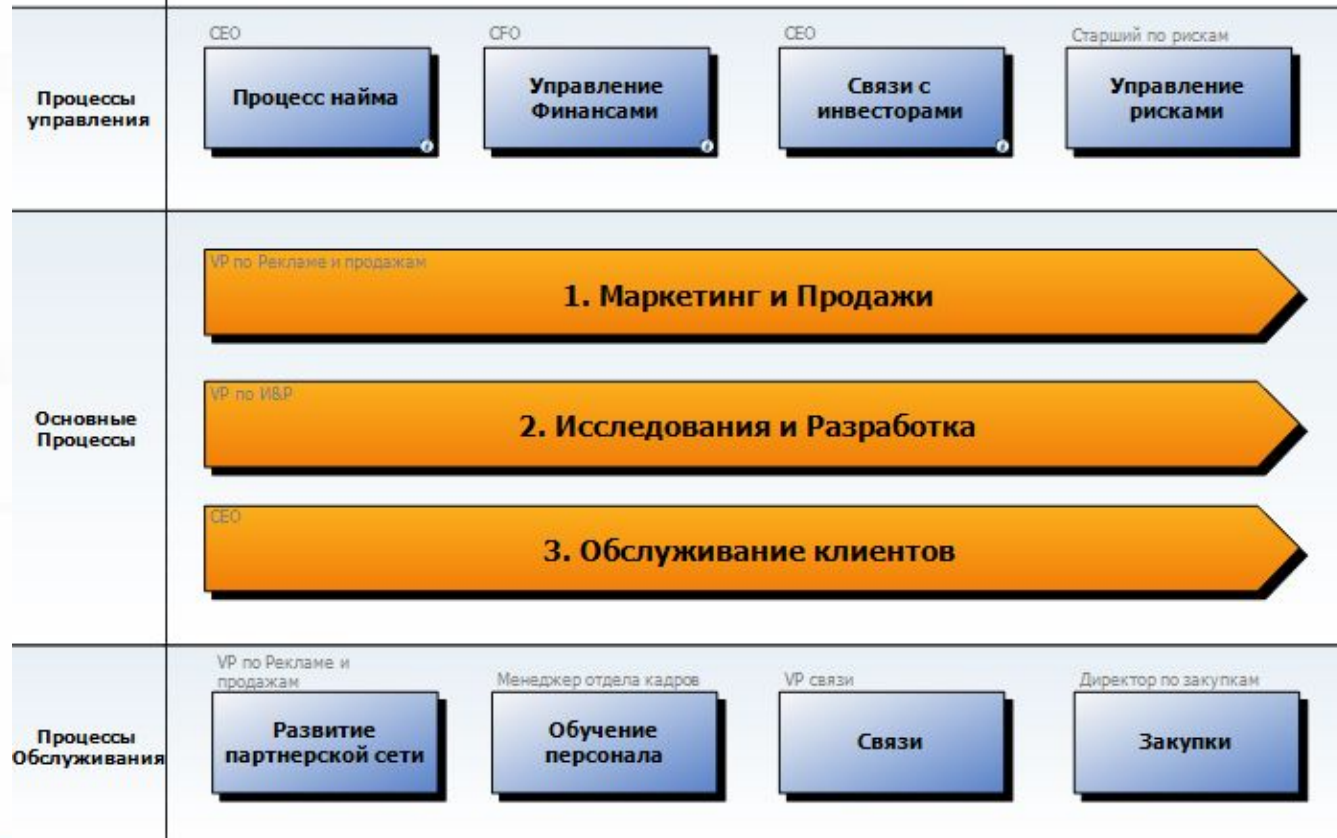 CEO
CFO
CEO
Старший по рискам
Процессы
управления
Процесс найма
Управление
Финансами
Связи с
инвесторами
Управление
рисками
Основные
Процессы
VP по Рекламе и продажам
1. Маркетинг и Продажи
VP по И&Р
2. Исследования и Разработка
CEO
3. Обслуживание клиентов
Процессы
Обслуживания
VP по Рекламе и
продажам
Менеджер отдела кадров
VP связи
Директор по закупкам
Развитие
партнерской сети
Обучение
персонала
Связи
Закупки